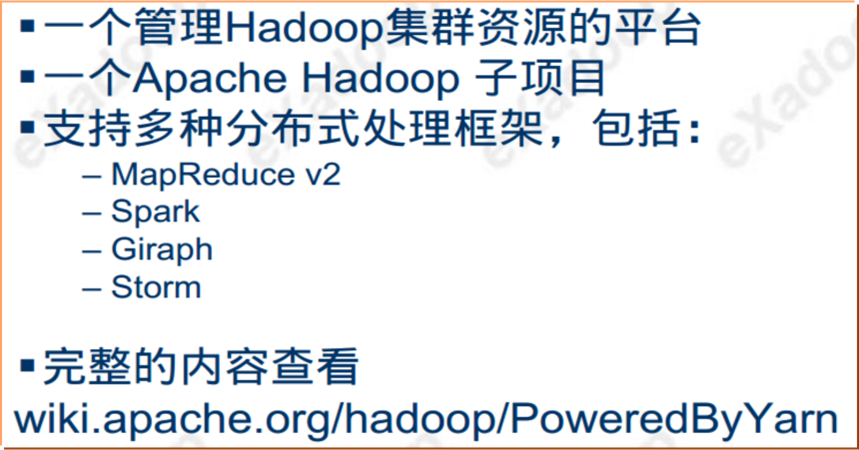 ▪一个管理Hadoop集群资源的平台
▪一个Apache Hadoop 子项目
▪支持多种分布式处理框架，包括：
– MapReduce v2
– Spark
– Giraph
– Storm
▪完整的内容查看
wiki.apache.org/hadoop/PoweredByYarn
eXadoop